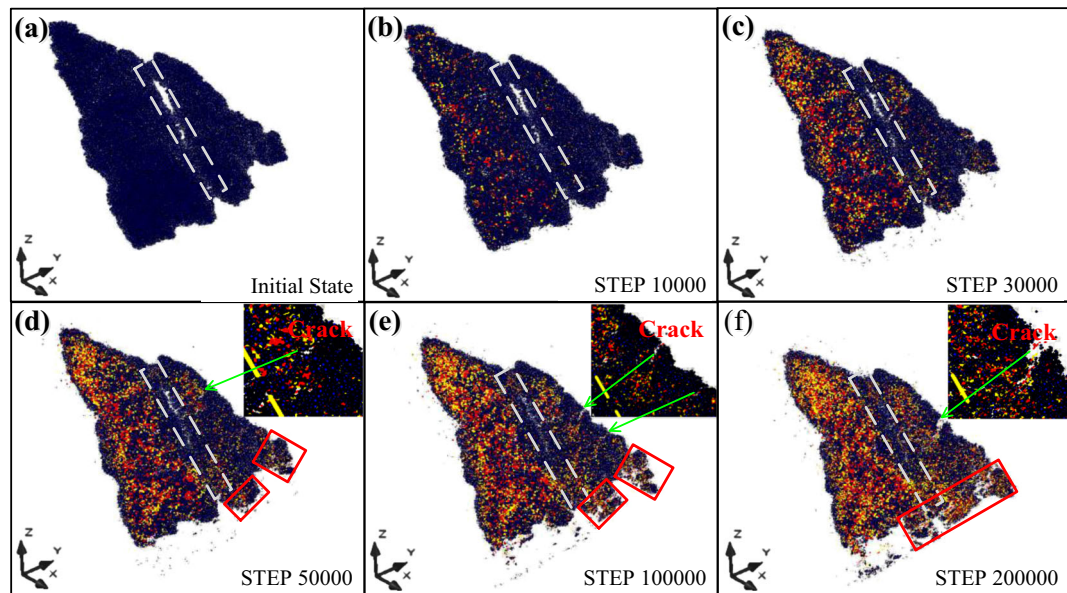 (a)
Z
Y
X
Initial State
(b)
Z
Y
X
STEP 10000
(c)
Z
Y
X
STEP 30000
(d)
Crack
Z
Y
X
STEP 50000
(e)
Crack
Z
Y
X
STEP 100000
(f)
Crack
Z
Y
X
STEP 200000